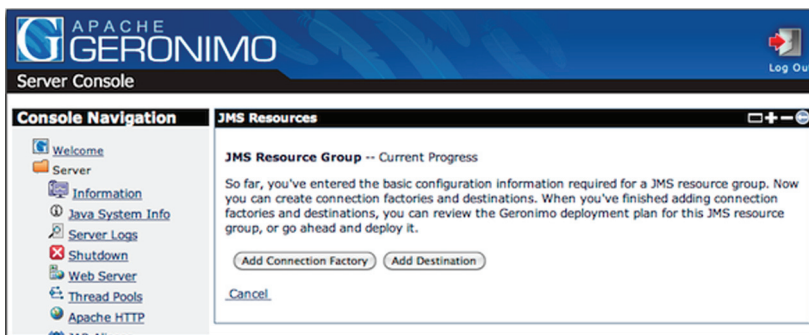 APACHE
GERONIMO
Server Console
Log Ou
Console Navigation
Welcome
Server
Information
Java System Info
Server Logs
Shutdown
Web Server
Thread Pools
Apache HTTP
JMS Resources
JMS Resource Group -- Current Progress
So far, you've entered the basic configuration information required for a JMS resource group. Now
you can create connection factories and destinations. When you've finished adding connection
factories and destinations, you can review the Geronimo deployment plan for this JMS resource
group, or go ahead and deploy it.
Add Connection Factory Add Destination
Cancel